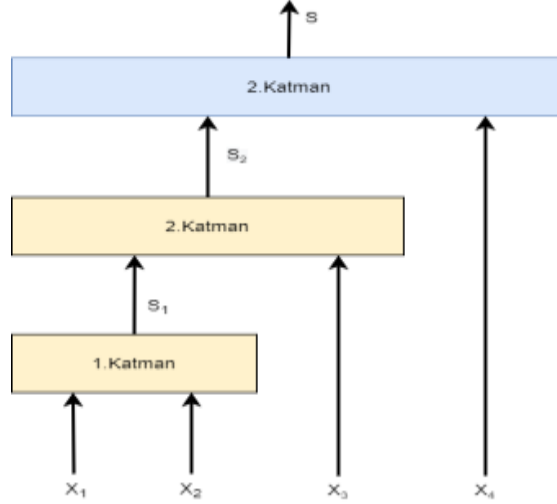 S
2.Katman
S₂
2.Katman
S₁
1.Katman
X₁ X₂ X₃ X₄